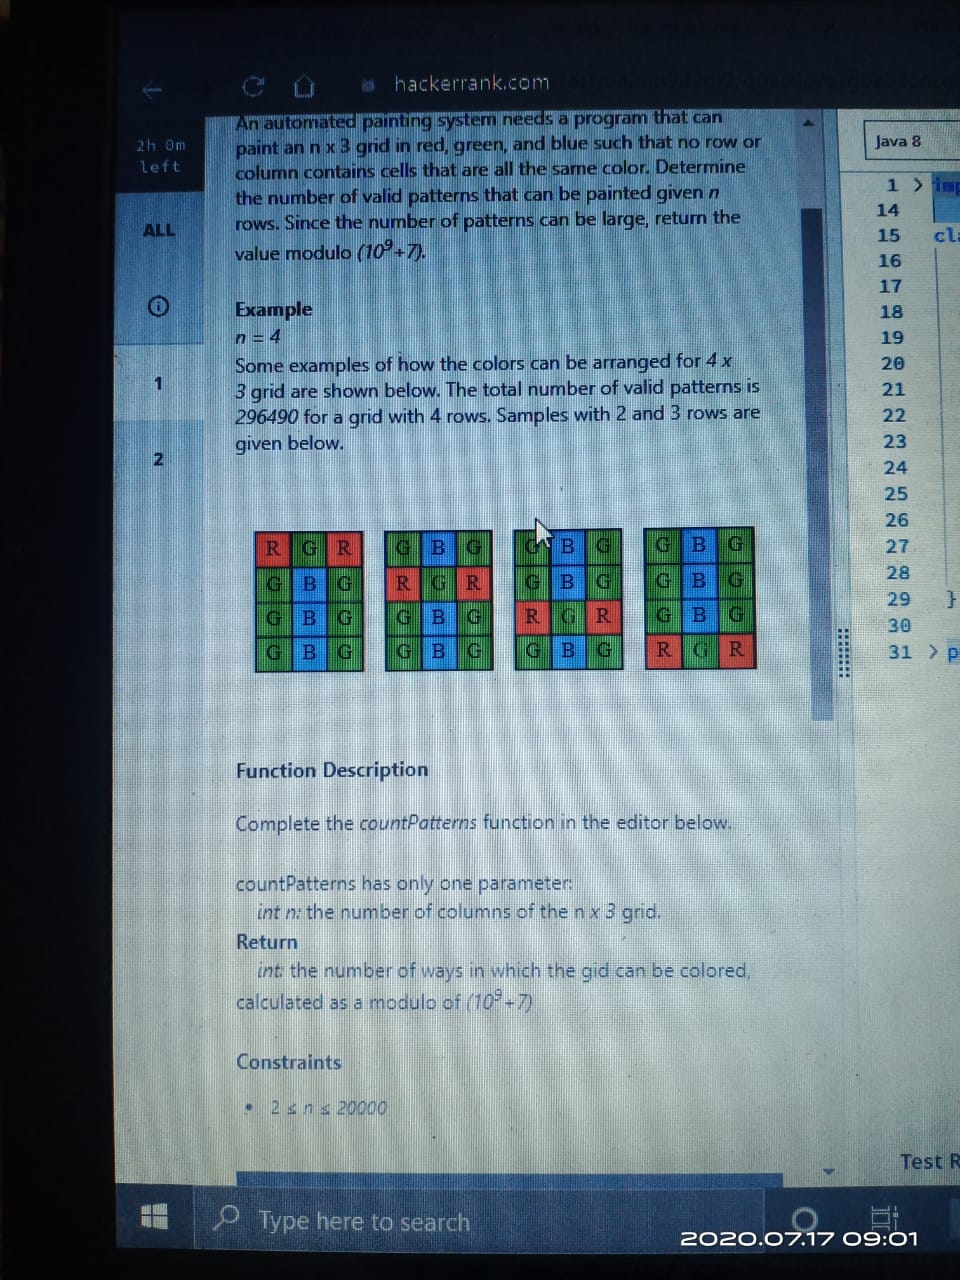 hackerrank.com
2h 0m
left
ALL
1
2
An automated painting system needs a program that can
paint an n x 3 grid in red, green, and blue such that no row or
column contains cells that are all the same color. Determine
the number of valid patterns that can be painted given n
rows. Since the number of patterns can be large, return the
value modulo (10⁹+7).
Example
n = 4
Some examples of how the colors can be arranged for 4 x
3 grid are shown below. The total number of valid patterns is
296490 for a grid with 4 rows. Samples with 2 and 3 rows are
given below.
R G R G B G G B G G B G
G B G R G R G B G G B G
G B G G B G R G R G B G
G B G G B G G B G R G R
Function Description
Complete the countPatterns function in the editor below.
countPatterns has only one parameter:
int n: the number of columns of the n x 3 grid.
Return
int: the number of ways in which the gid can be colored,
calculated as a modulo of (10⁹+7)
Constraints
• 2 ≤ n ≤ 20000
Java 8
1 > imp
14
15 cla
16
17
18
19
20
21
22
23
24
25
26
27
28
29 }
30
31 > p
Test R
Type here to search
2020.07.17 09:01